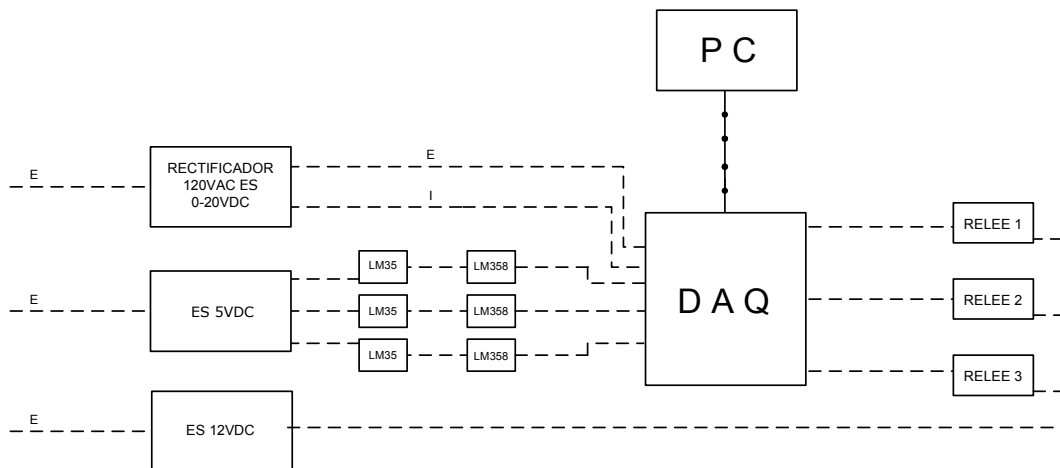 P C
E
RECTIFICADOR
120VAC ES
0-20VDC
E
I
RELEE 1
LM35
LM358
E
ES 5VDC
LM35
LM358
D A Q
RELEE 2
LM35
LM358
RELEE 3
E
ES 12VDC